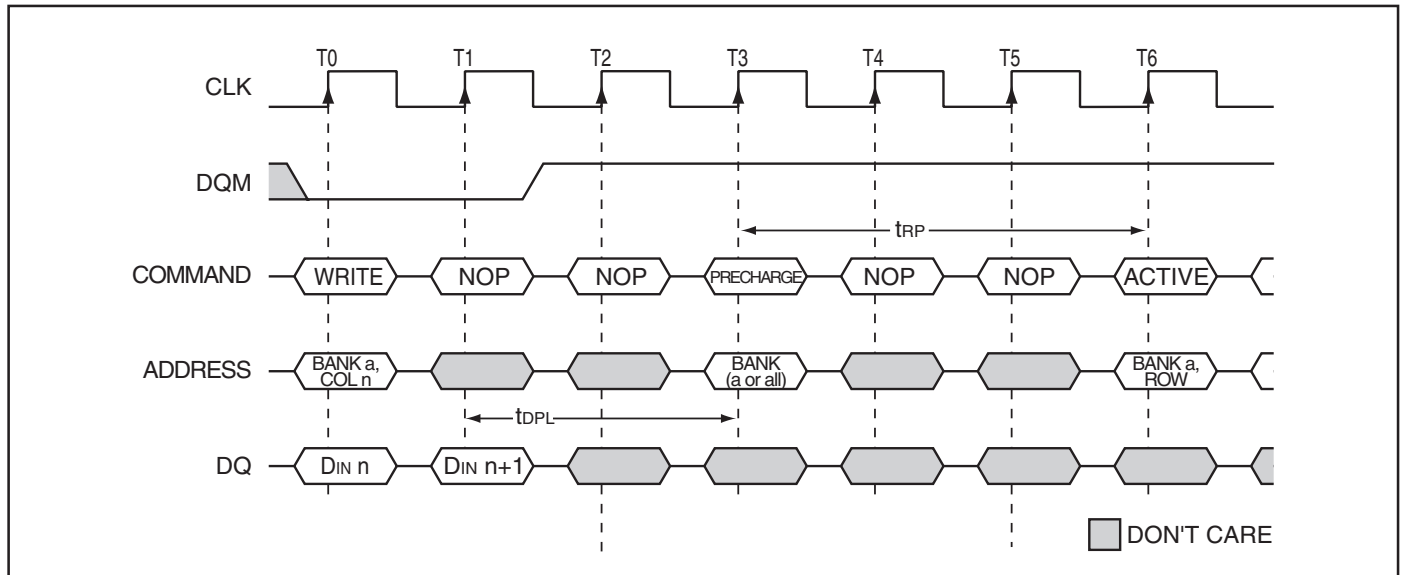 T0 T1 T2 T3 T4 T5 T6
CLK
DQM
tRP
COMMAND WRITE NOP NOP PRECHARGE NOP NOP ACTIVE
ADDRESS BANK a, COL n BANK (a or all) BANK a, ROW
tDPL
DQ DIN n DIN n+1
DON'T CARE